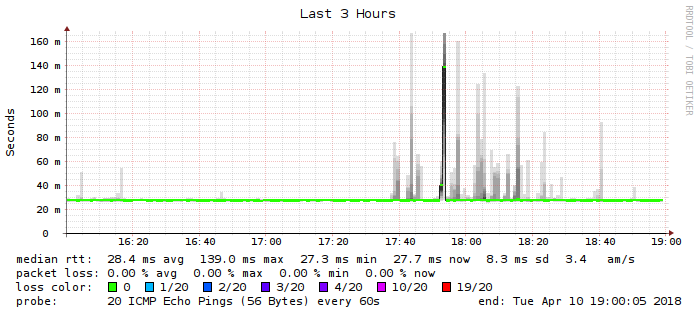 Last 3 Hours
RRDTOOL / TOBI OETIKER
Seconds
160 m
140 m
120 m
100 m
80 m
60 m
40 m
20 m
0
16:20 16:40 17:00 17:20 17:40 18:00 18:20 18:40 19:00
median rtt: 28.4 ms avg 139.0 ms max 27.3 ms min 27.7 ms now 8.3 ms sd 3.4 am/s
packet loss: 0.00 % avg 0.00 % max 0.00 % min 0.00 % now
loss color: 0 1/20 2/20 3/20 4/20 10/20 19/20
probe: 20 ICMP Echo Pings (56 Bytes) every 60s end: Tue Apr 10 19:00:05 2018